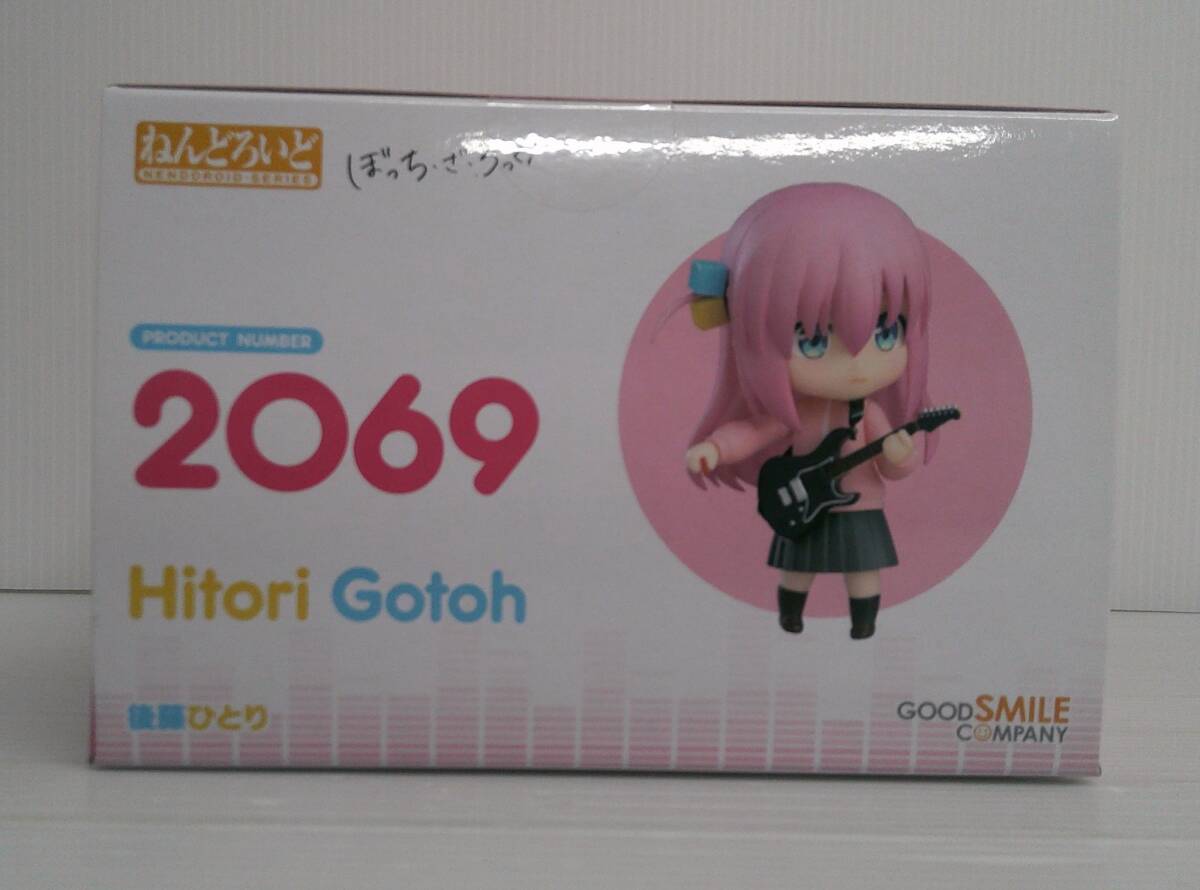 ねんどろいど
NENDOROID SERIES
ぼっち・ざ・ろっく
PRODUCT NUMBER
2069
Hitori Gotoh
後藤ひとり
GOOD SMILE
COMPANY